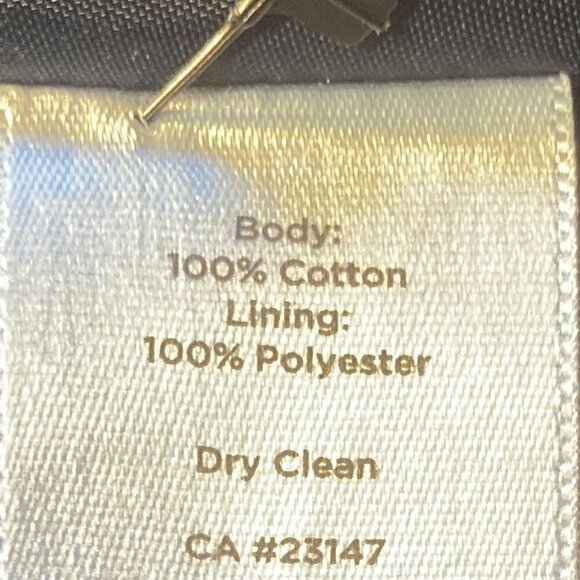 Body:
100% Cotton
Lining:
100% Polyester
Dry Clean
CA #23147